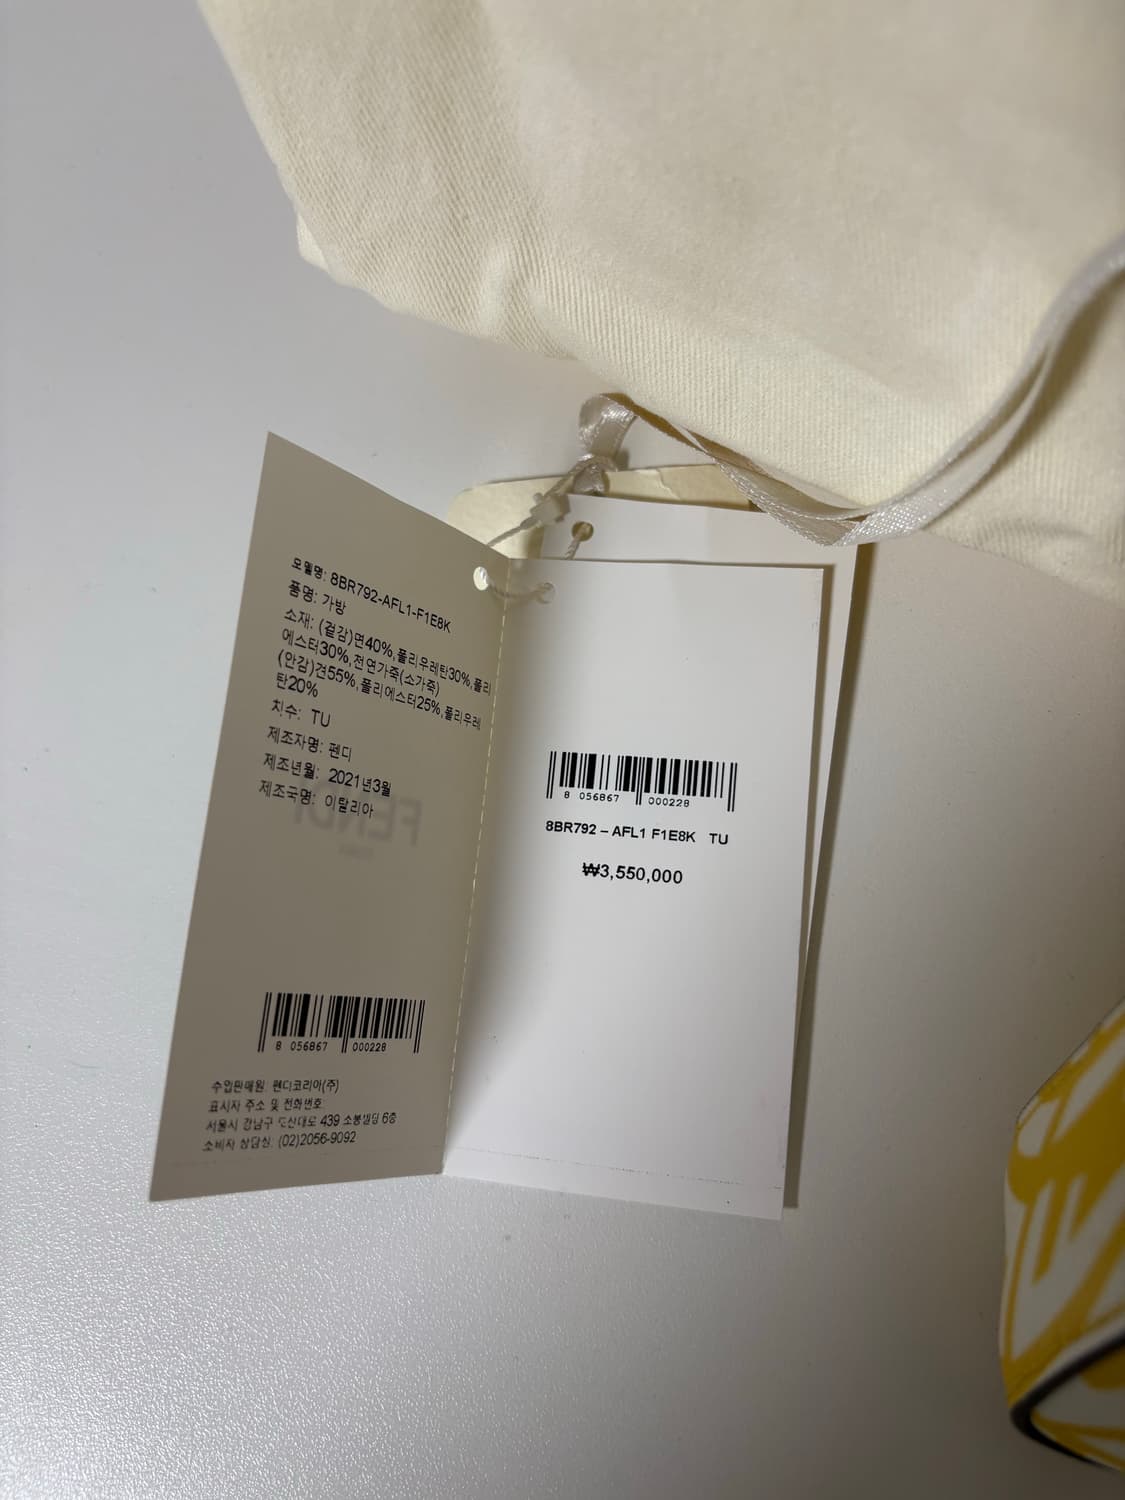 모델명: 8BR792-AFL1-F1E8K
품명: 가방
소재: (겉감)면40%,폴리우레탄30%,폴리
에스터30%,천연가죽(소가죽)
(안감)견55%,폴리에스터25%,폴리우레
탄20%
치수: TU
제조자명: 펜디
제조년월: 2021년3월
제조국명: 이탈리아
FENDI
8 056867 000228
수입판매원: 펜디코리아(주)
표시자 주소 및 전화번호:
서울시 강남구 도산대로 439 소봉빌딩 6층
소비자 상담실: (02)2056-9092
8 056867 000228
8BR792 – AFL1 F1E8K TU
₩3,550,000